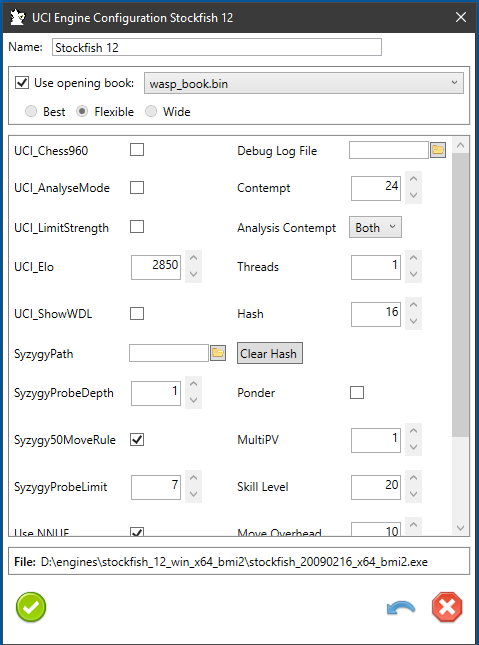 UCI Engine Configuration Stockfish 12
Name: Stockfish 12
Use opening book: wasp_book.bin
Best Flexible Wide
UCI_Chess960 Debug Log File
UCI_AnalyseMode Contempt 24
UCI_LimitStrength Analysis Contempt Both
UCI_Elo 2850 Threads 1
UCI_ShowWDL Hash 16
SyzygyPath Clear Hash
SyzygyProbeDepth 1 Ponder
Syzygy50MoveRule MultiPV 1
SyzygyProbeLimit 7 Skill Level 20
Use NNUE Move Overhead 10
File: D:\engines\stockfish_12_win_x64_bmi2\stockfish_20090216_x64_bmi2.exe